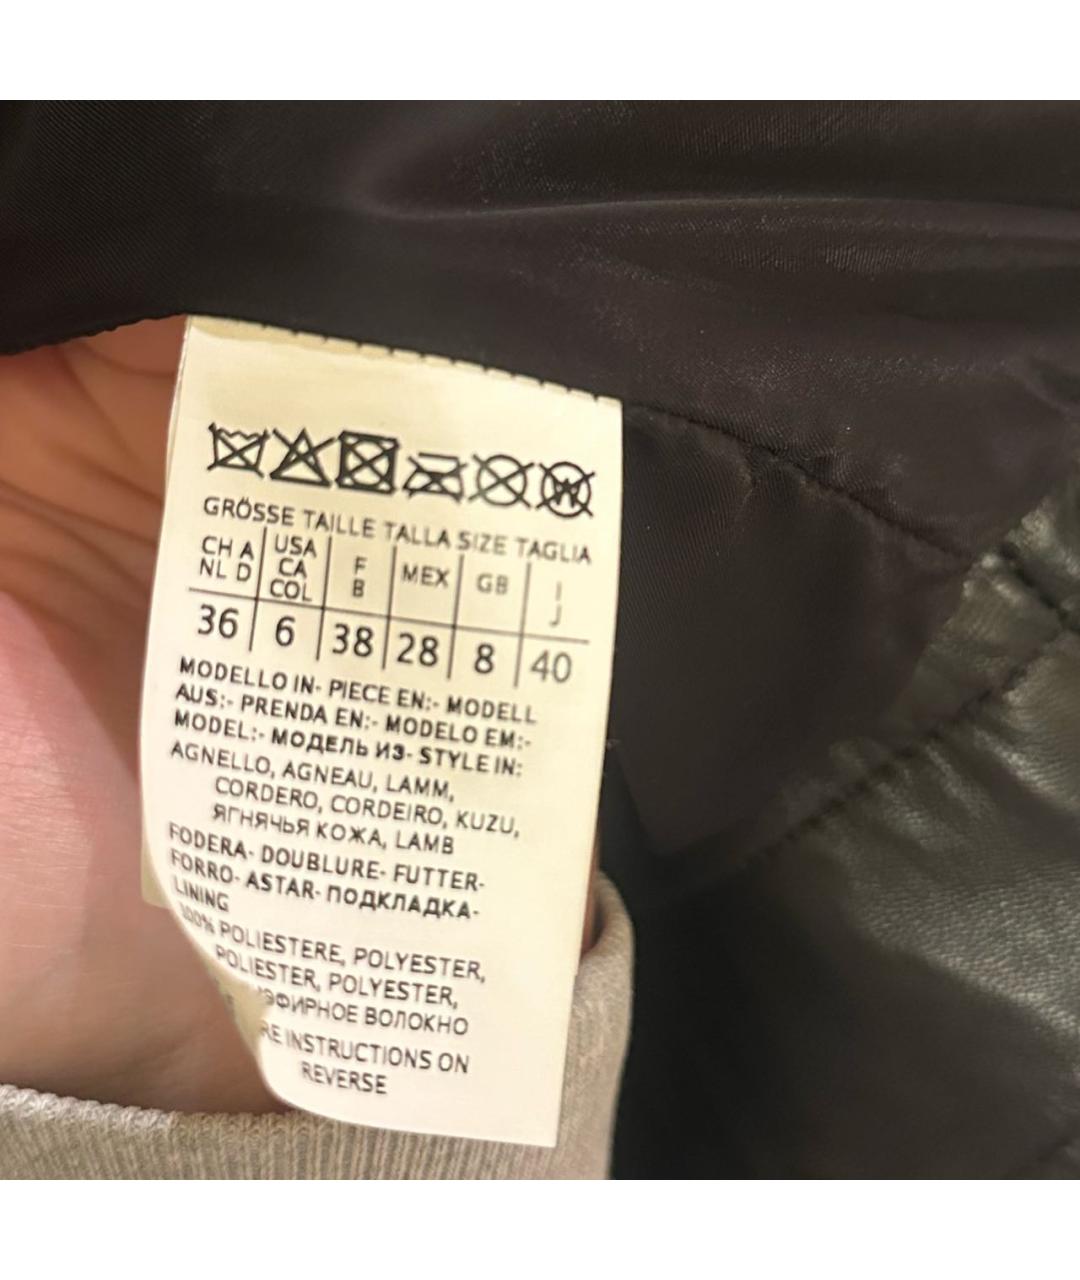 GRÖSSE TAILLE TALLA SIZE TAGLIA
CH A NL D | USA CA COL | F B | MEX | GB | I J
36 | 6 | 38 | 28 | 8 | 40
MODELLO IN- PIECE EN:- MODELL
AUS:- PRENDA EN:- MODELO EM:-
MODEL:- МОДЕЛЬ ИЗ- STYLE IN:
AGNELLO, AGNEAU, LAMM,
CORDERO, CORDEIRO, KUZU,
ЯГНЯЧЬЯ КОЖА, LAMB
FODERA- DOUBLURE- FUTTER-
FORRO- ASTAR- ПОДКЛАДКА-
LINING
100% POLIESTERE, POLYESTER,
POLIESTER, POLYESTER,
ВОЛОКНО
INSTRUCTIONS ON
REVERSE